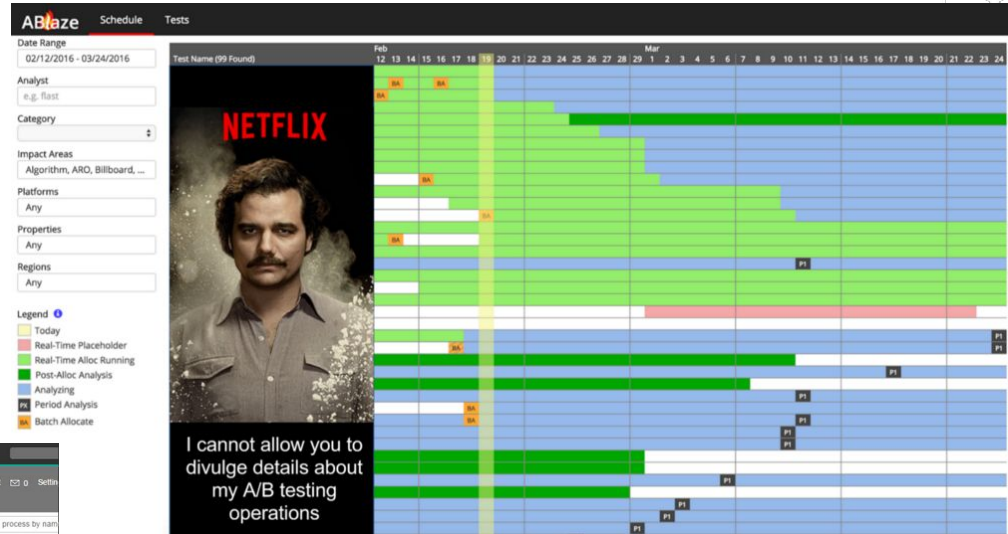 ABlaze Schedule Tests
Date Range
02/12/2016 - 03/24/2016
Analyst
e.g. flast
Category
Impact Areas
Algorithm, ARO, Billboard, ...
Platforms
Any
Properties
Any
Regions
Any
Legend
Today
Real-Time Placeholder
Real-Time Alloc Running
Post-Alloc Analysis
Analyzing
PX Period Analysis
BA Batch Allocate
Feb Mar
Test Name (99 Found) 12 13 14 15 16 17 18 19 20 21 22 23 24 25 26 27 28 29 1 2 3 4 5 6 7 8 9 10 11 12 13 14 15 16 17 18 19 20 21 22 23 24
BA BA
BA
BA
BA
BA
P1
P1
BA P1
P1
P1
BA
BA P1
P1
P1
P1
P1
P1
P1
NETFLIX
I cannot allow you to
divulge details about
my A/B testing
operations
0 Settin
process by nam